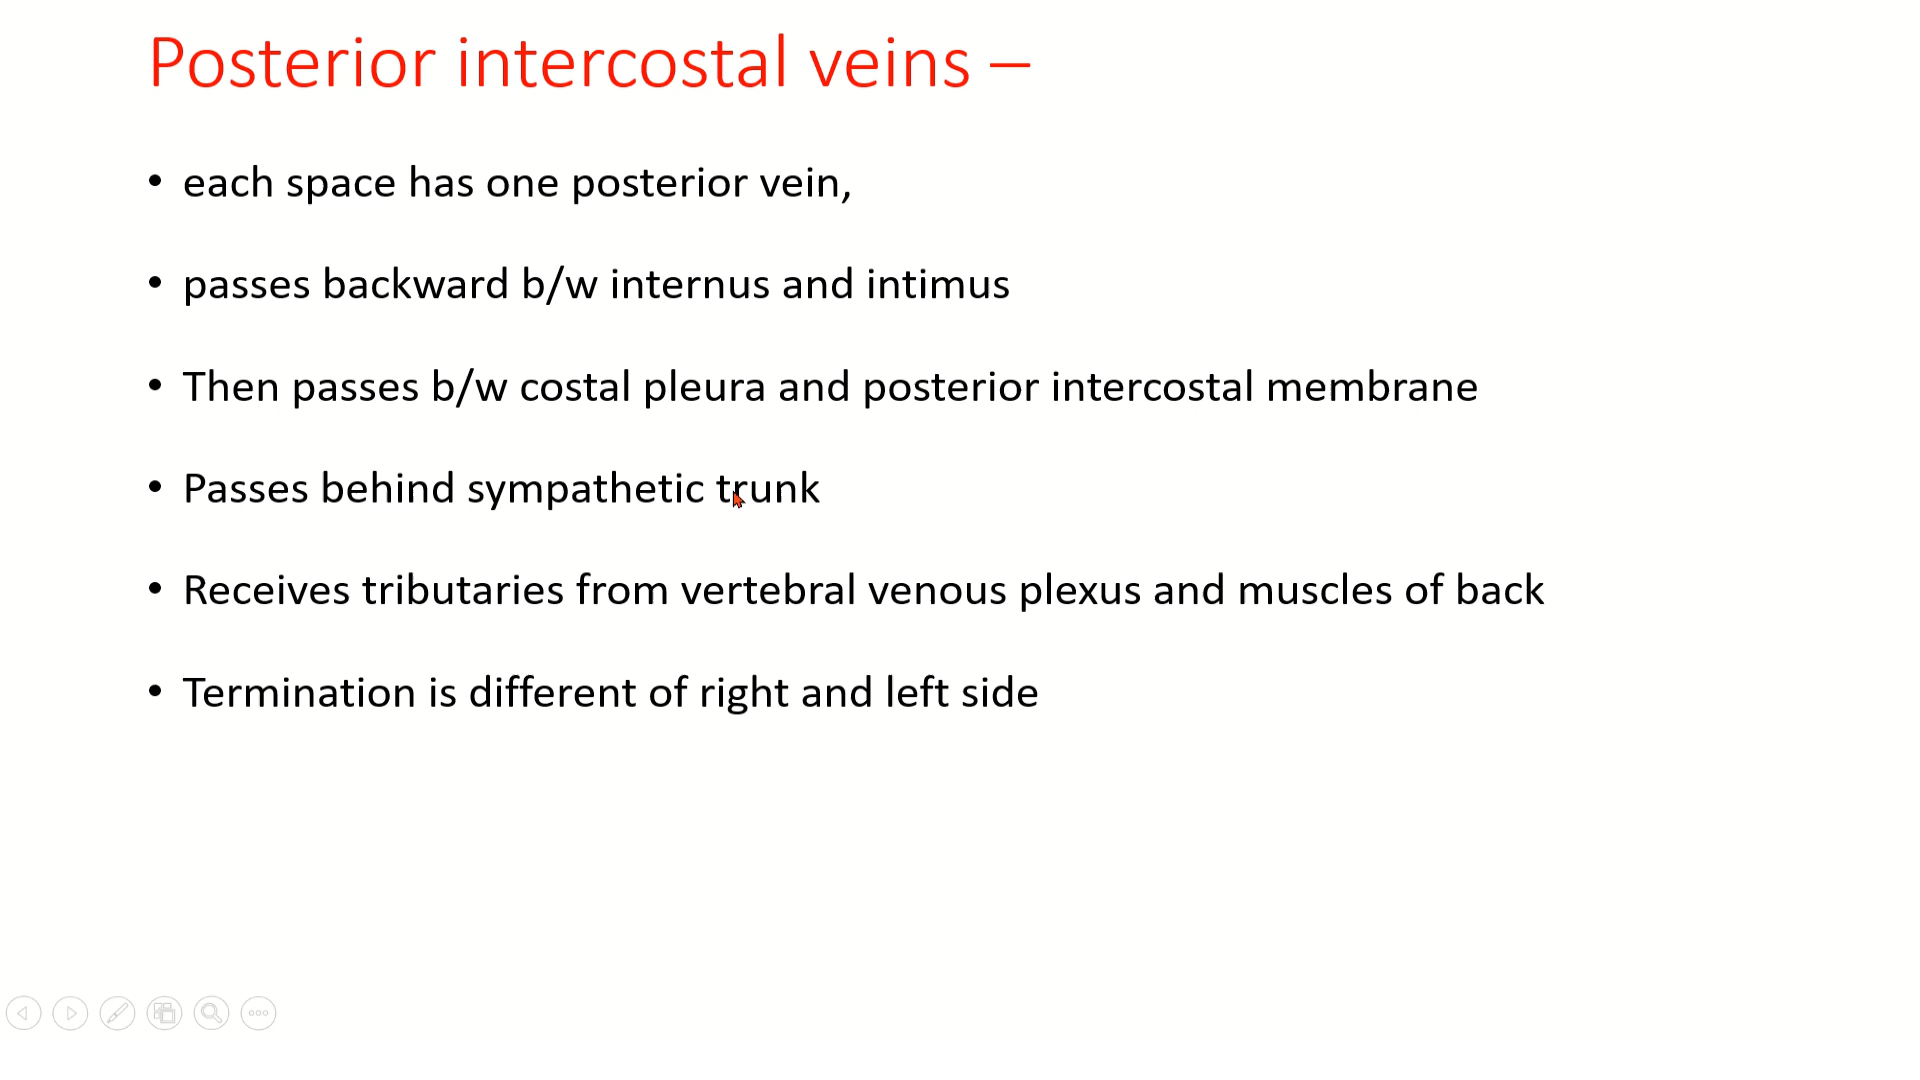 Posterior intercostal veins –
• each space has one posterior vein,
• passes backward b/w internus and intimus
• Then passes b/w costal pleura and posterior intercostal membrane
• Passes behind sympathetic trunk
• Receives tributaries from vertebral venous plexus and muscles of back
• Termination is different of right and left side